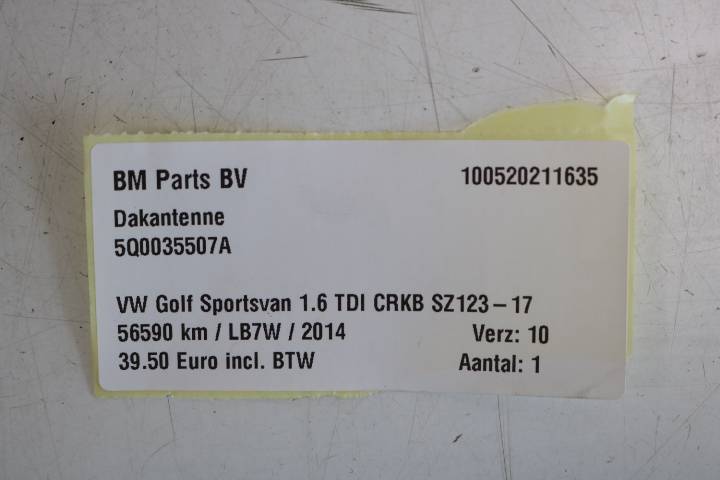 BM Parts BV 100520211635
Dakantenne
5Q0035507A
VW Golf Sportsvan 1.6 TDI CRKB SZ123-17
56590 km / LB7W / 2014 Verz: 10
39.50 Euro incl. BTW Aantal: 1